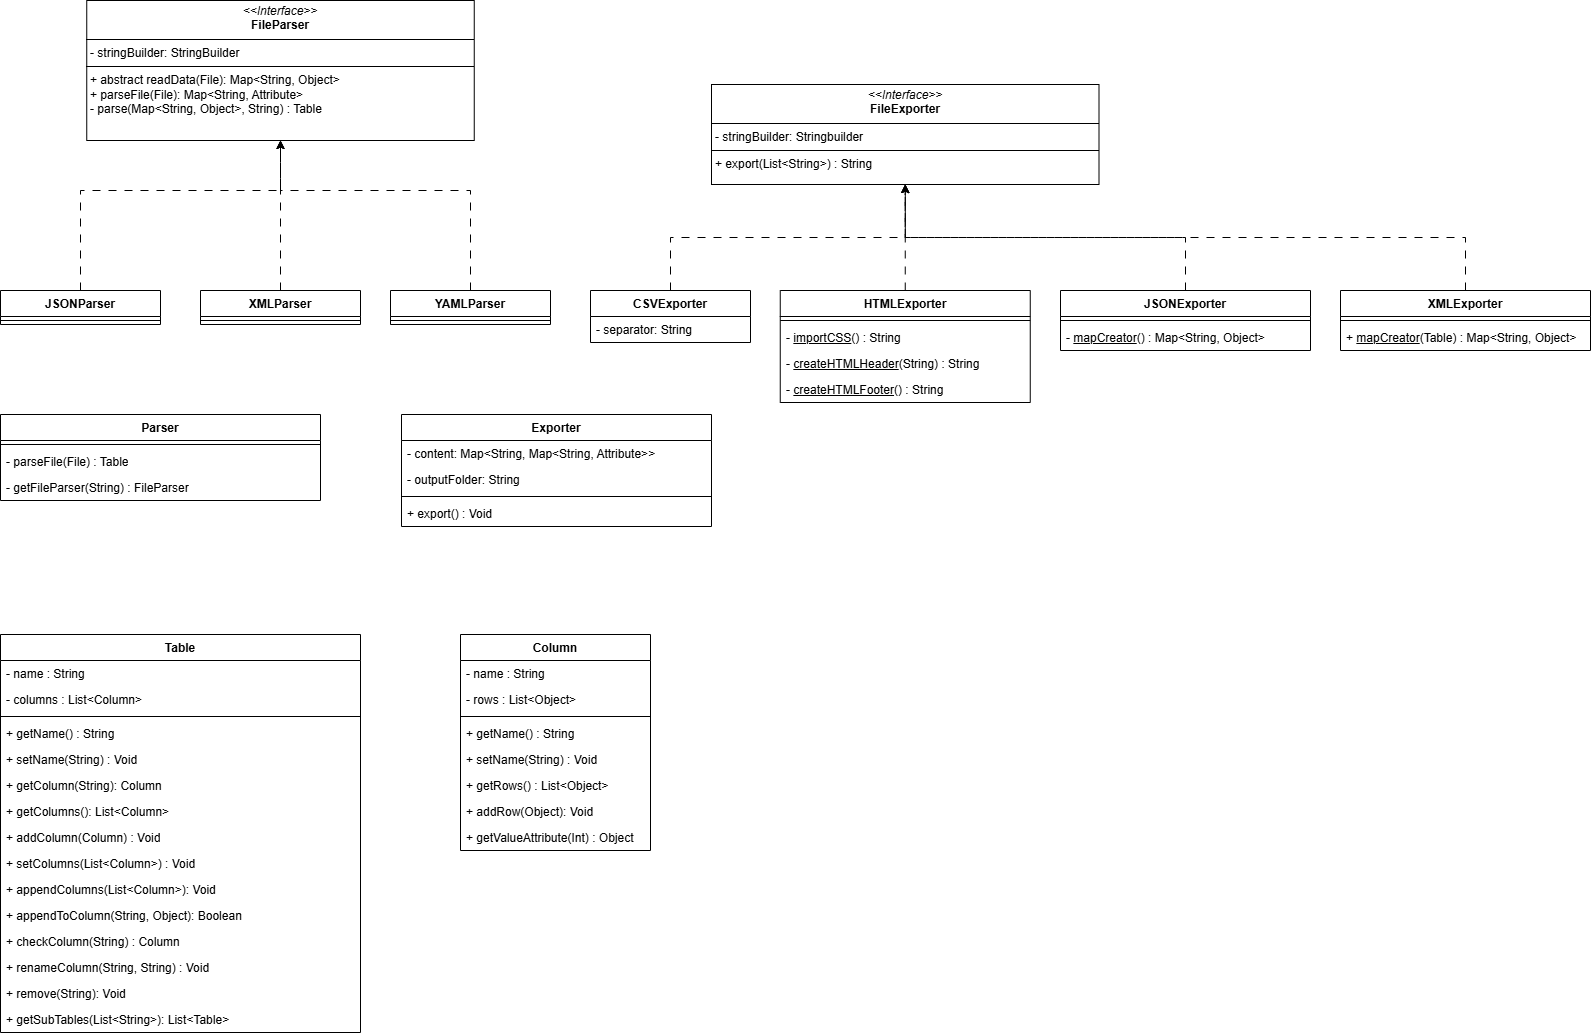 <<Interface>>
FileParser
- stringBuilder: StringBuilder
+ abstract readData(File): Map<String, Object>
+ parseFile(File): Map<String, Attribute>
- parse(Map<String, Object>, String) : Table
<<Interface>>
FileExporter
- stringBuilder: Stringbuilder
+ export(List<String>) : String
JSONParser
XMLParser
YAMLParser
CSVExporter
- separator: String
HTMLExporter
- importCSS() : String
- createHTMLHeader(String) : String
- createHTMLFooter() : String
JSONExporter
- mapCreator() : Map<String, Object>
XMLExporter
+ mapCreator(Table) : Map<String, Object>
Parser
- parseFile(File) : Table
- getFileParser(String) : FileParser
Exporter
- content: Map<String, Map<String, Attribute>>
- outputFolder: String
+ export() : Void
Table
- name : String
- columns : List<Column>
+ getName() : String
+ setName(String) : Void
+ getColumn(String): Column
+ getColumns(): List<Column>
+ addColumn(Column) : Void
+ setColumns(List<Column>) : Void
+ appendColumns(List<Column>): Void
+ appendToColumn(String, Object): Boolean
+ checkColumn(String) : Column
+ renameColumn(String, String) : Void
+ remove(String): Void
+ getSubTables(List<String>): List<Table>
Column
- name : String
- rows : List<Object>
+ getName() : String
+ setName(String) : Void
+ getRows() : List<Object>
+ addRow(Object): Void
+ getValueAttribute(Int) : Object